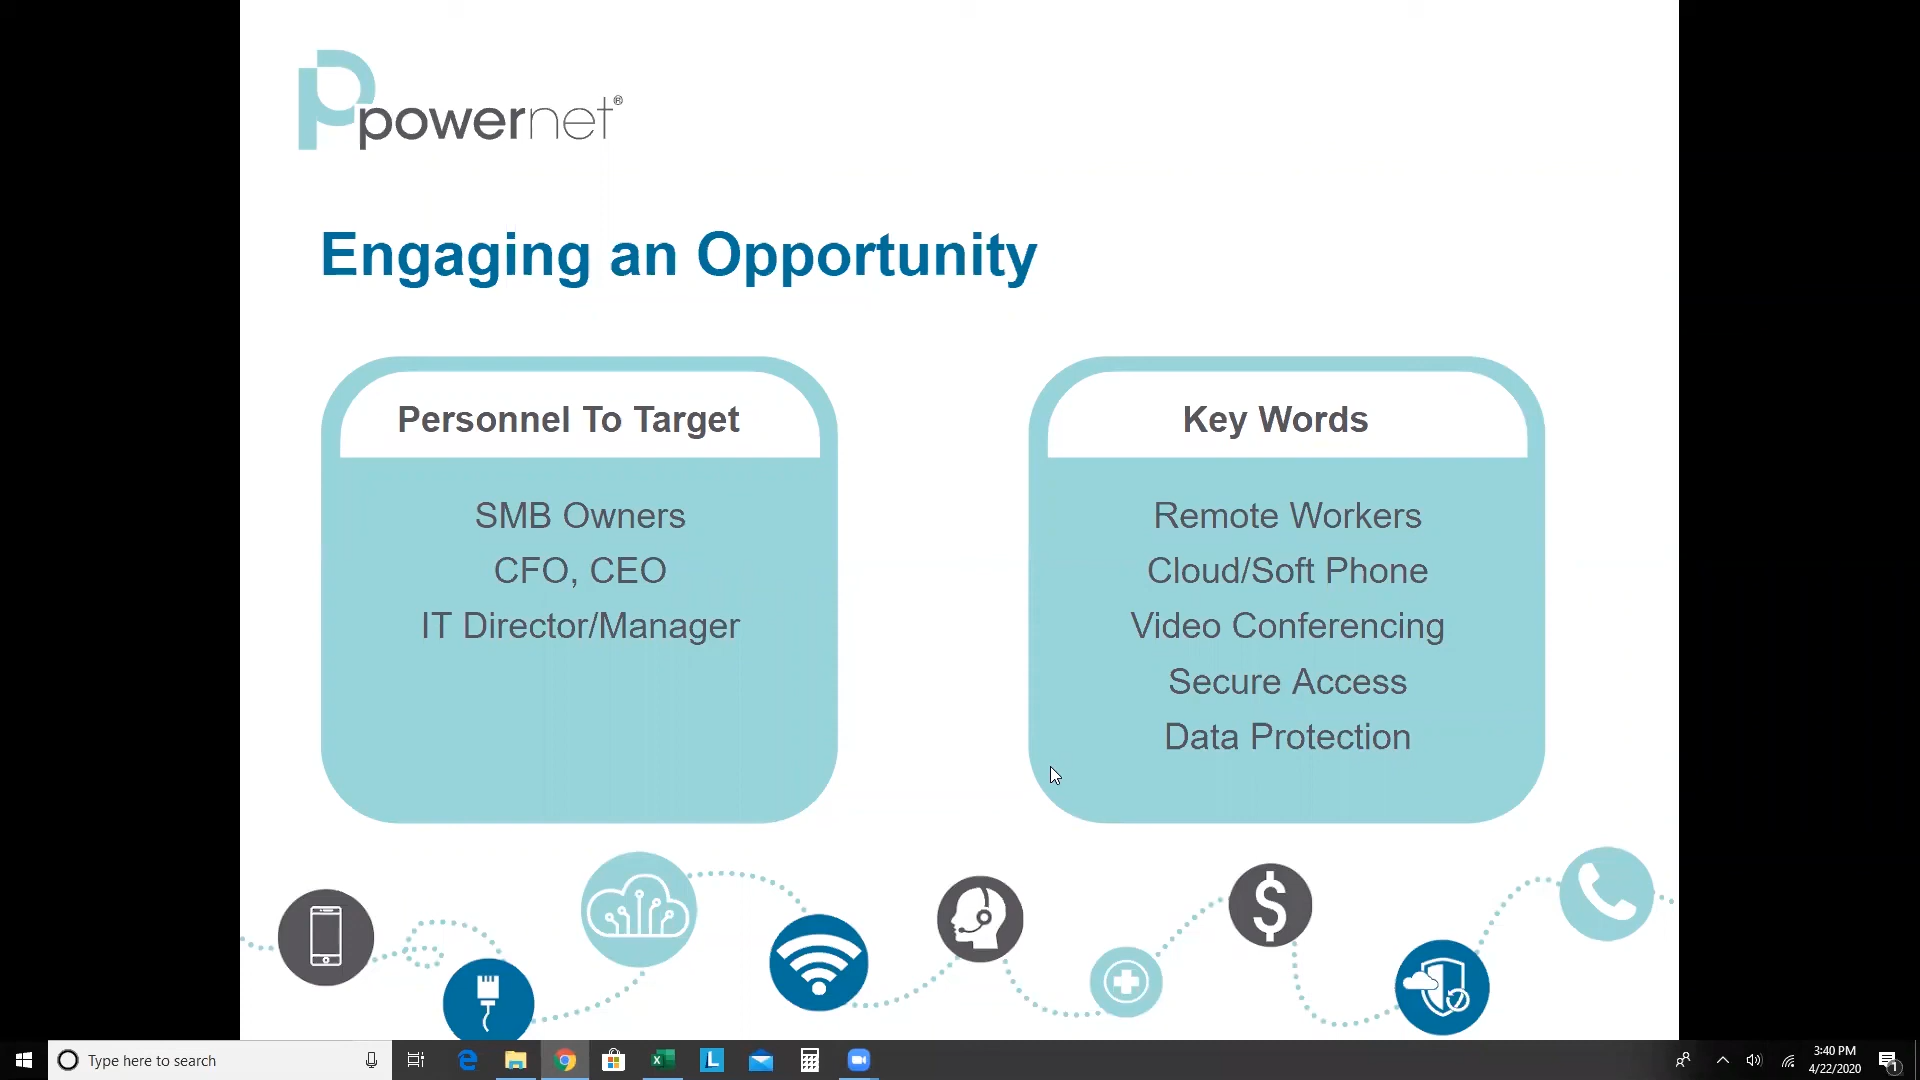 powernet®
Engaging an Opportunity
Personnel To Target
SMB Owners
CFO, CEO
IT Director/Manager
Key Words
Remote Workers
Cloud/Soft Phone
Video Conferencing
Secure Access
Data Protection
$
Type here to search
L
3:40 PM
4/22/2020
1